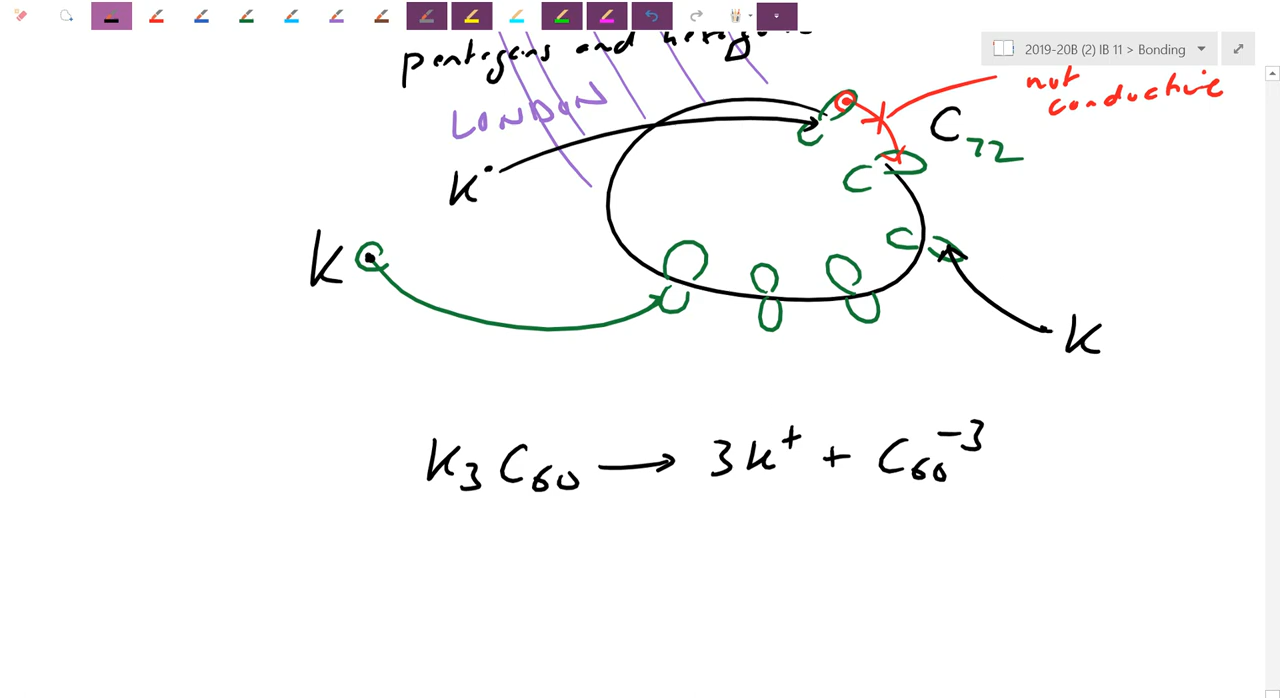 2019-20B (2) IB 11 > Bonding
pentagons and
LONDON
not
conductive
C
C₇₂
K
C
C
K
K
K₃C₆₀ ⟶ 3K⁺ + C₆₀⁻³